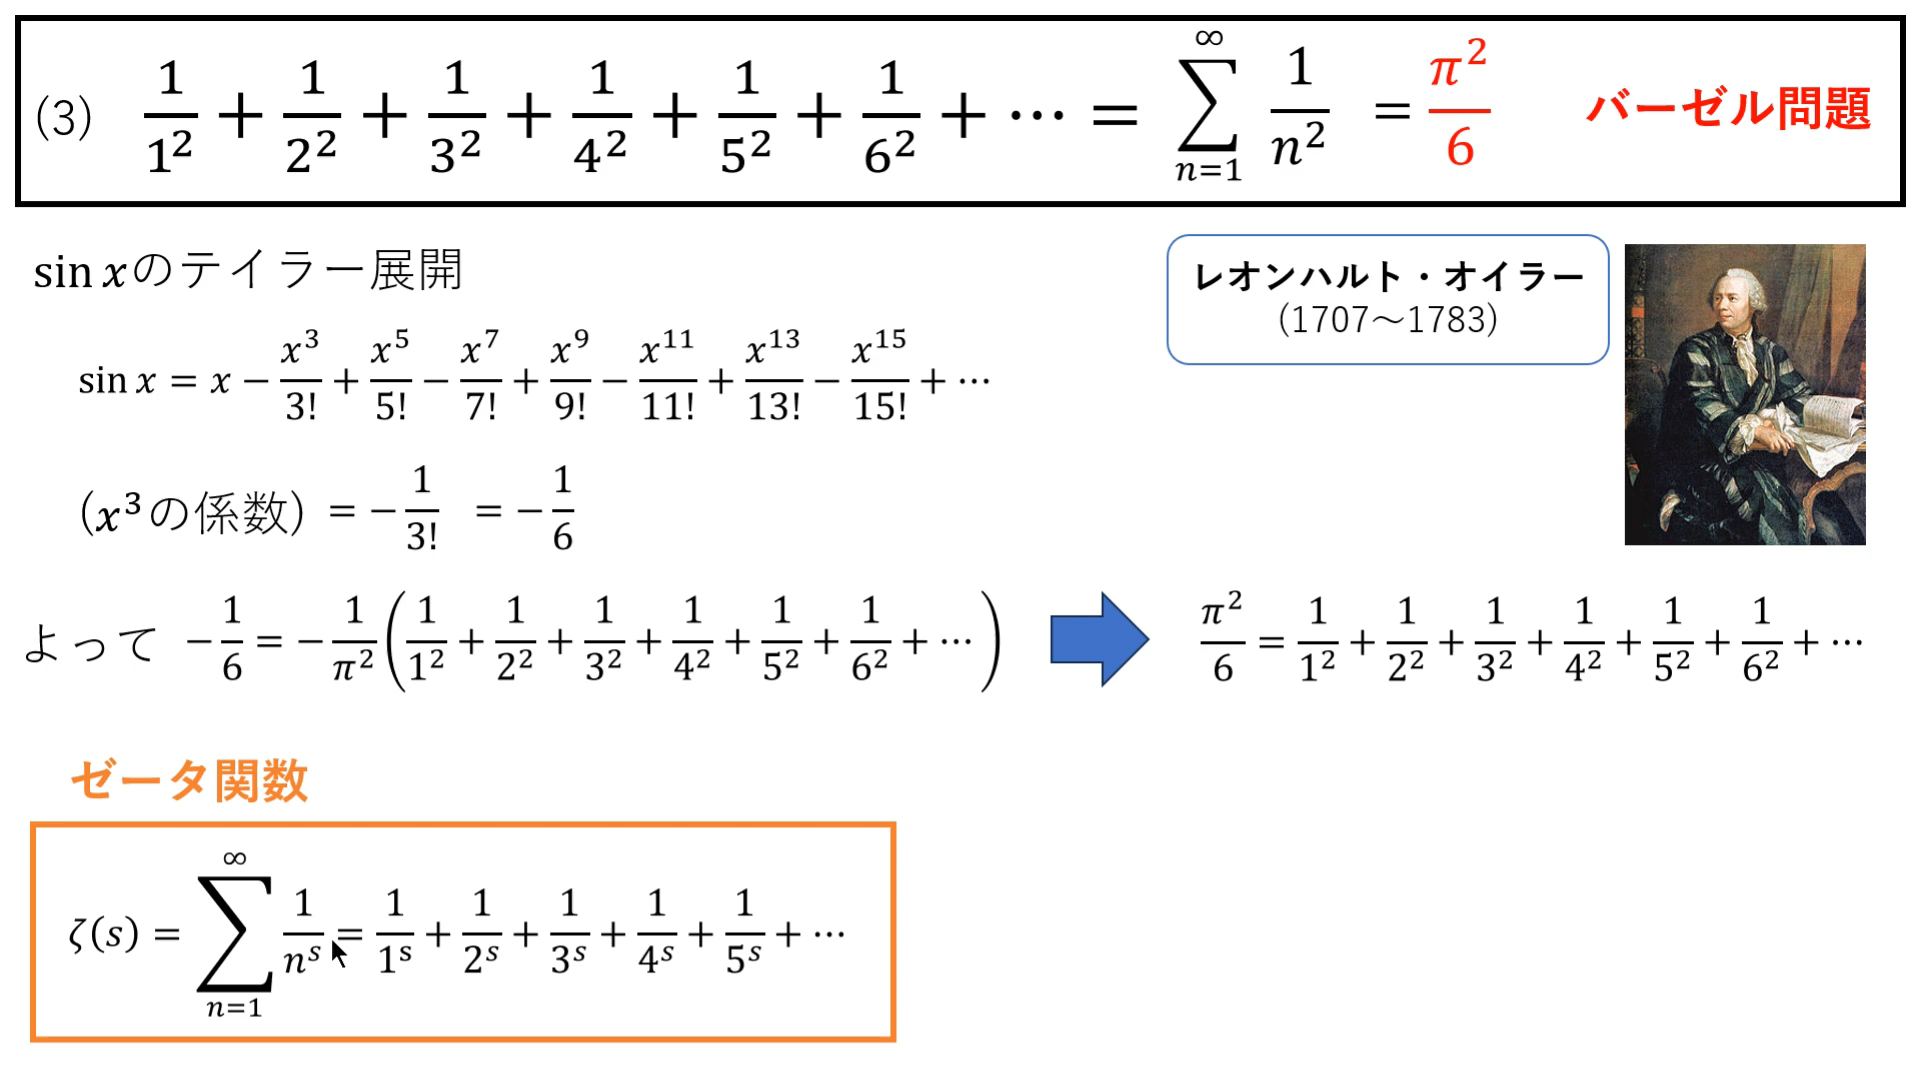 (3) 1/1² + 1/2² + 1/3² + 1/4² + 1/5² + 1/6² + ⋯ = ∑_{n=1}^{∞} 1/n² = π²/6 バーゼル問題
sin xのテイラー展開
レオンハルト・オイラー
(1707～1783)
sin x = x − x³/3! + x⁵/5! − x⁷/7! + x⁹/9! − x¹¹/11! + x¹³/13! − x¹⁵/15! + ⋯
(x³の係数) = −1/3! = −1/6
よって −1/6 = −1/π² (1/1² + 1/2² + 1/3² + 1/4² + 1/5² + 1/6² + ⋯) π²/6 = 1/1² + 1/2² + 1/3² + 1/4² + 1/5² + 1/6² + ⋯
ゼータ関数
ζ(s) = ∑_{n=1}^{∞} 1/nˢ = 1/1ˢ + 1/2ˢ + 1/3ˢ + 1/4ˢ + 1/5ˢ + ⋯